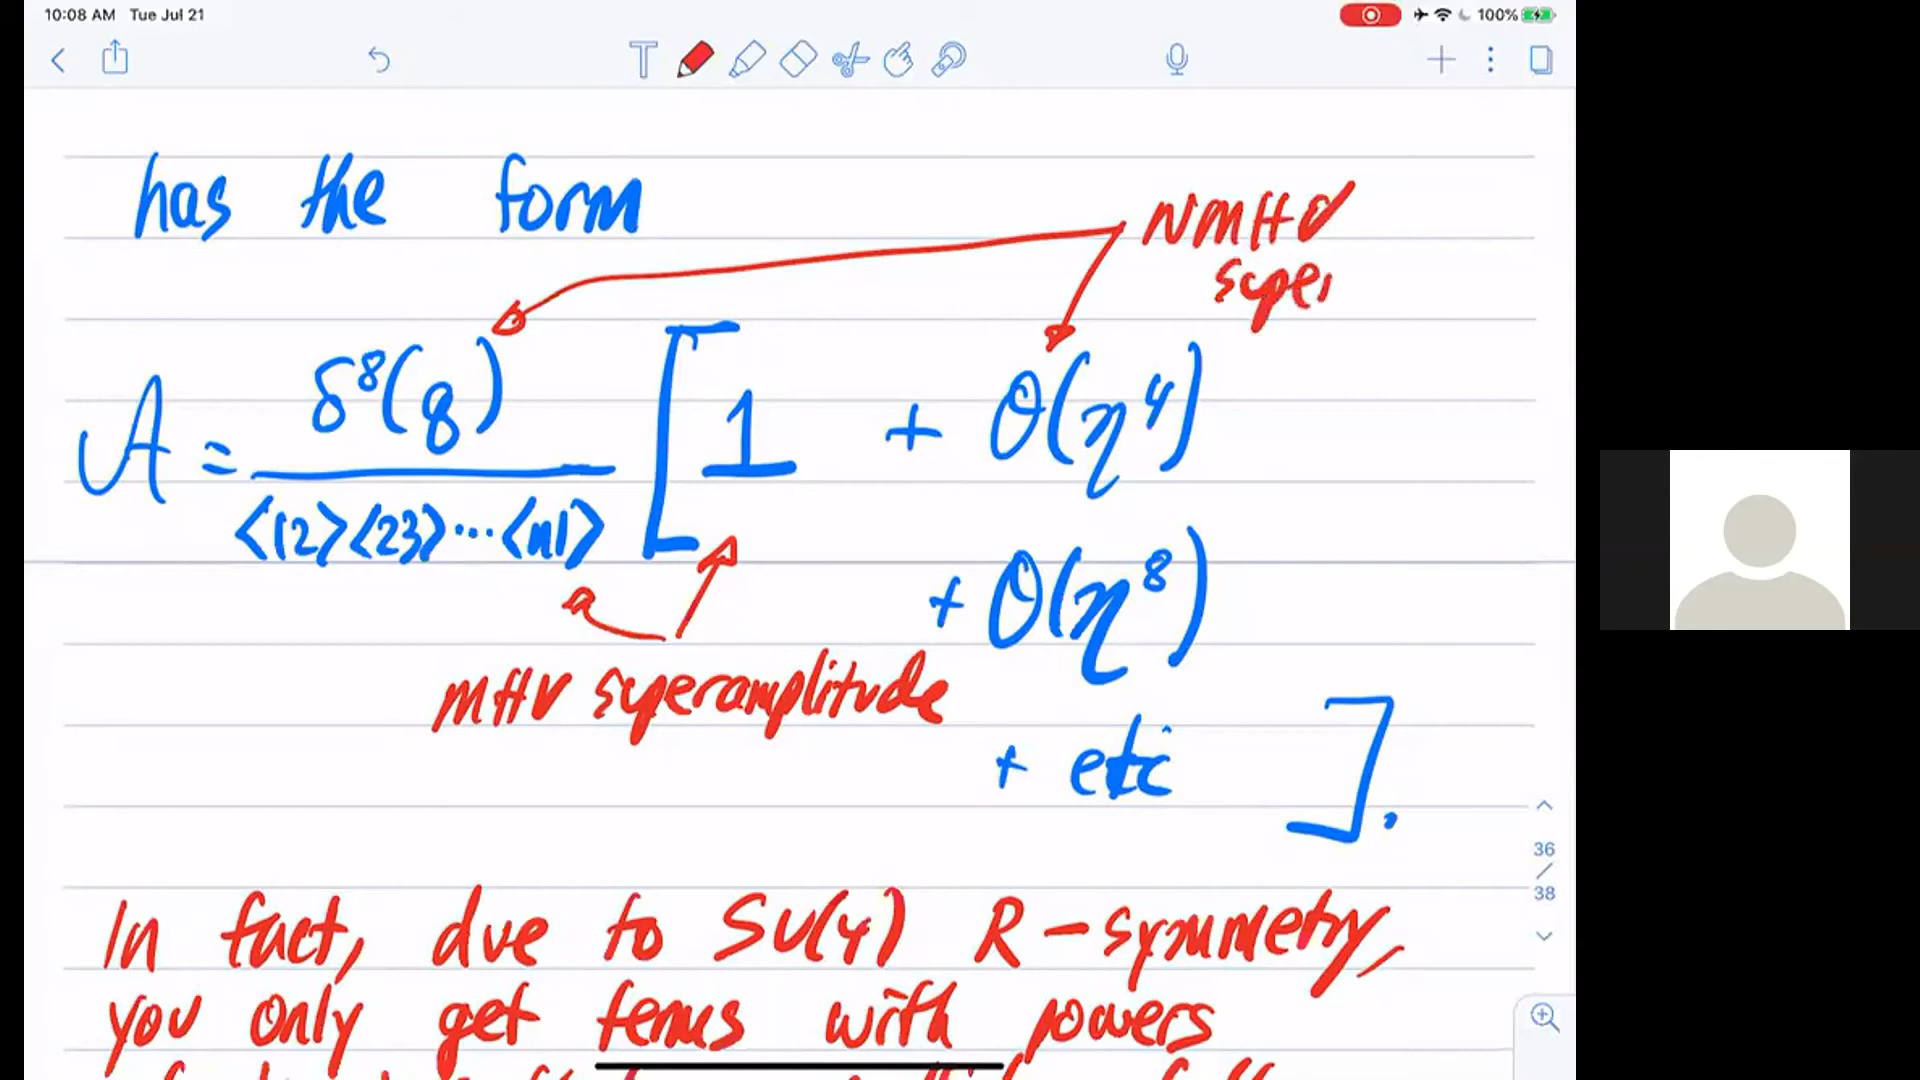 10:08 AM Tue Jul 21
100%
T
has the form
NMHV
super
A = δ⁸(q) / ⟨12⟩⟨23⟩⋯⟨n1⟩ [ 1 + O(η⁴)
+ O(η⁸)
MHV superamplitude
+ etc ].
36
/
38
In fact, due to SU(4) R-symmetry,
you only get terms with powers